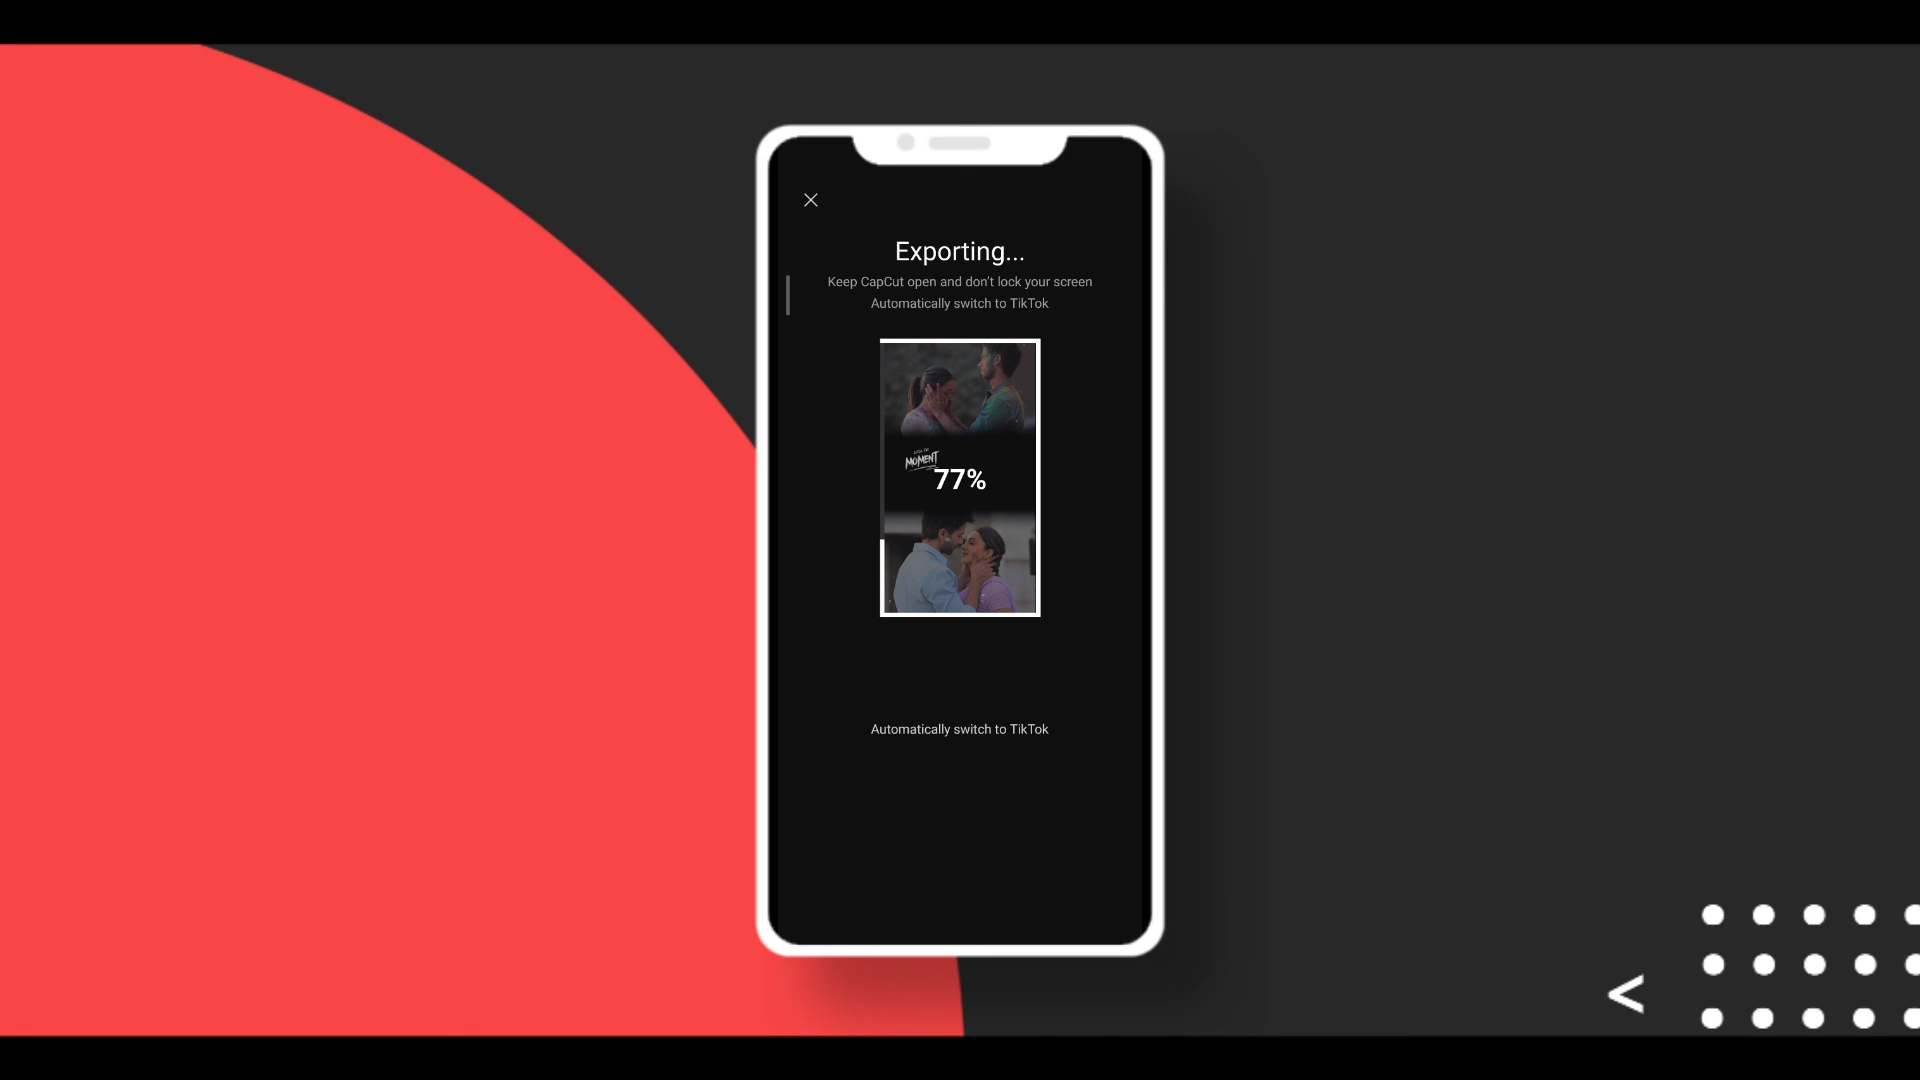 Exporting...
Keep CapCut open and don't lock your screen
Automatically switch to TikTok
MOMENT
77%
Automatically switch to TikTok
<